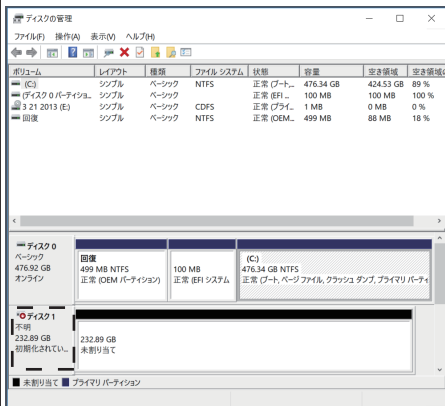 ディスクの管理
ファイル(F) 操作(A) 表示(V) ヘルプ(H)
ボリューム レイアウト 種類 ファイル システム 状態 容量 空き領域 空き領域の
(C:) シンプル ベーシック NTFS 正常 (ブート,... 476.34 GB 424.53 GB 89 %
(ディスク 0 パーティショ... シンプル ベーシック 正常 (EFI ... 100 MB 100 MB 100 %
3 21 2013 (E:) シンプル ベーシック CDFS 正常 (プライ... 1 MB 0 MB 0 %
回復 シンプル ベーシック NTFS 正常 (OEM... 499 MB 88 MB 18 %
ディスク 0
ベーシック
476.92 GB
オンライン
回復
499 MB NTFS
正常 (OEM パーティション)
100 MB
正常 (EFI システム
(C:)
476.34 GB NTFS
正常 (ブート, ページ ファイル, クラッシュ ダンプ, プライマリ パーティ
ディスク 1
不明
232.89 GB
初期化されてい...
232.89 GB
未割り当て
未割り当て プライマリ パーティション